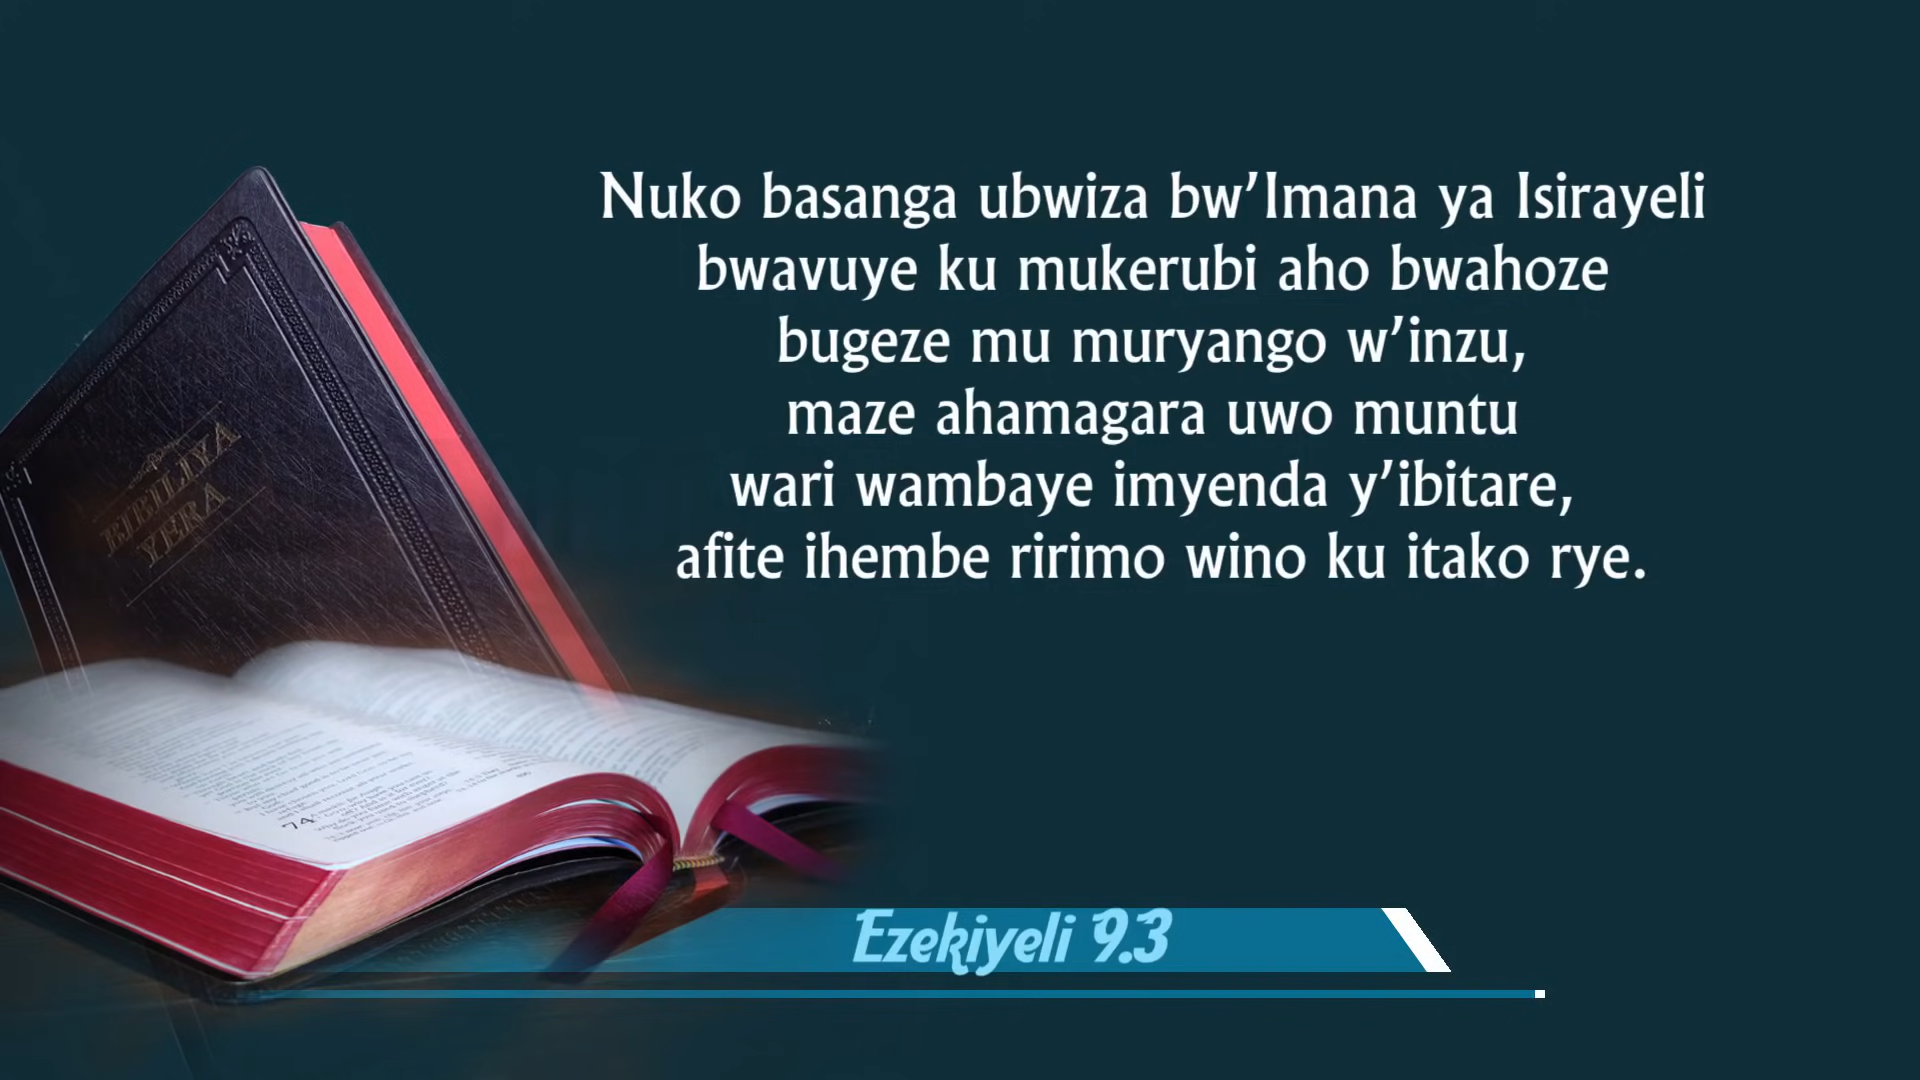 Nuko basanga ubwiza bw’Imana ya Isirayeli
bwavuye ku mukerubi aho bwahoze
bugeze mu muryango w’inzu,
maze ahamagara uwo muntu
wari wambaye imyenda y’ibitare,
afite ihembe ririmo wino ku itako rye.
BIBILIYA
YERA
74
Ezekiyeli 9.3